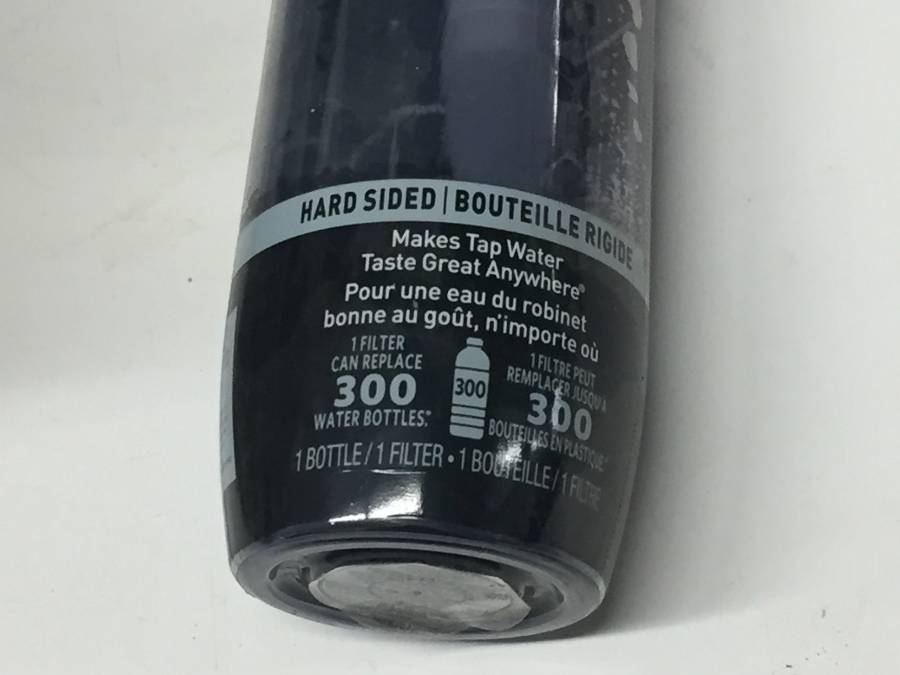 HARD SIDED | BOUTEILLE RIGIDE
Makes Tap Water
Taste Great Anywhere®
Pour une eau du robinet
bonne au goût, n'importe où
1 FILTER
CAN REPLACE
300
WATER BOTTLES.*
300
1 FILTRE PEUT
REMPLACER JUSQU'À
300
BOUTEILLES EN PLASTIQUE.*
1 BOTTLE / 1 FILTER • 1 BOUTEILLE / 1 FILTRE